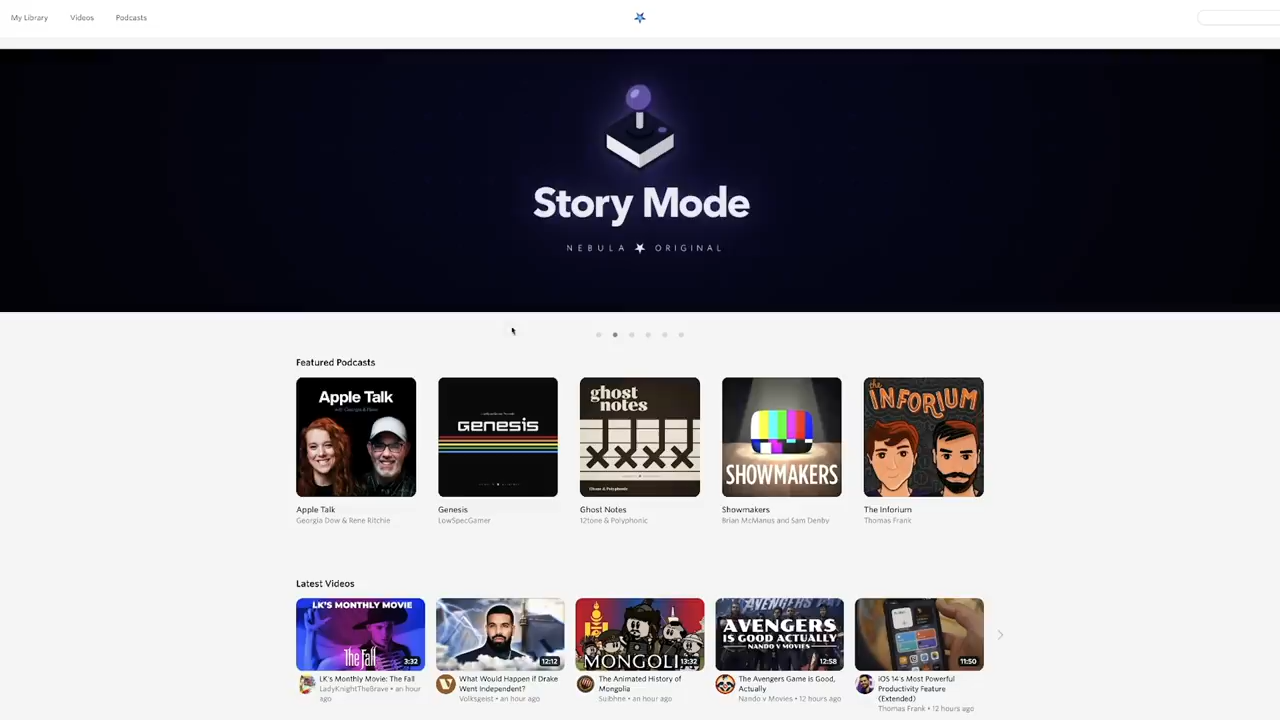 My Library
Videos
Podcasts
Story Mode
NEBULA ORIGINAL
Featured Podcasts
Apple Talk
GENESIS
ghost
notes
SHOWMAKERS
the
INFORIUM
Apple Talk
Georgia Dow & Rene Ritchie
Genesis
LowSpecGamer
Ghost Notes
12tone & Polyphonic
Showmakers
Brian McManus and Sam Denby
The Inforium
Thomas Frank
Latest Videos
LK'S MONTHLY MOVIE
The Fall
3:32
12:12
MONGOLI
13:32
AVENGERS
IS GOOD ACTUALLY
NANDO V MOVIES
12:58
11:50
LK's Monthly Movie: The Fall
LadyKnightTheBrave • an hour
ago
What Would Happen if Drake
Went Independent?
Volksgeist • an hour ago
The Animated History of
Mongolia
Suibhne • an hour ago
The Avengers Game is Good,
Actually
Nando v Movies • 12 hours ago
iOS 14's Most Powerful
Productivity Feature
(Extended)
Thomas Frank • 12 hours ago